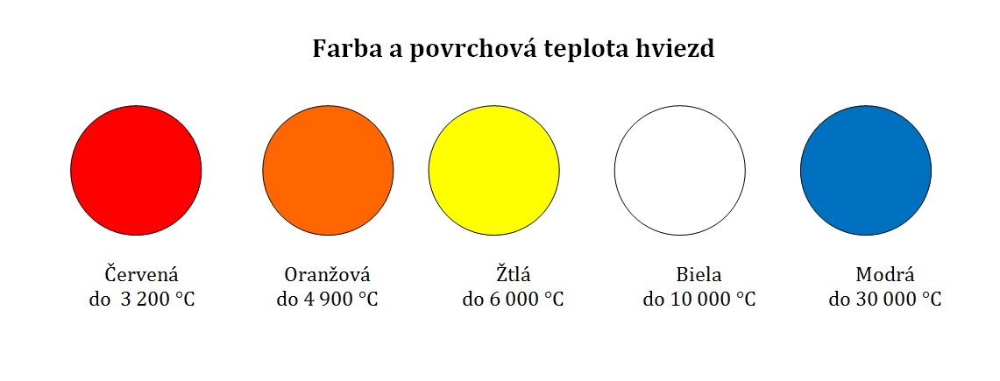 Farba a povrchová teplota hviezd
Červená
do 3 200 °C
Oranžová
do 4 900 °C
Žtlá
do 6 000 °C
Biela
do 10 000 °C
Modrá
do 30 000 °C